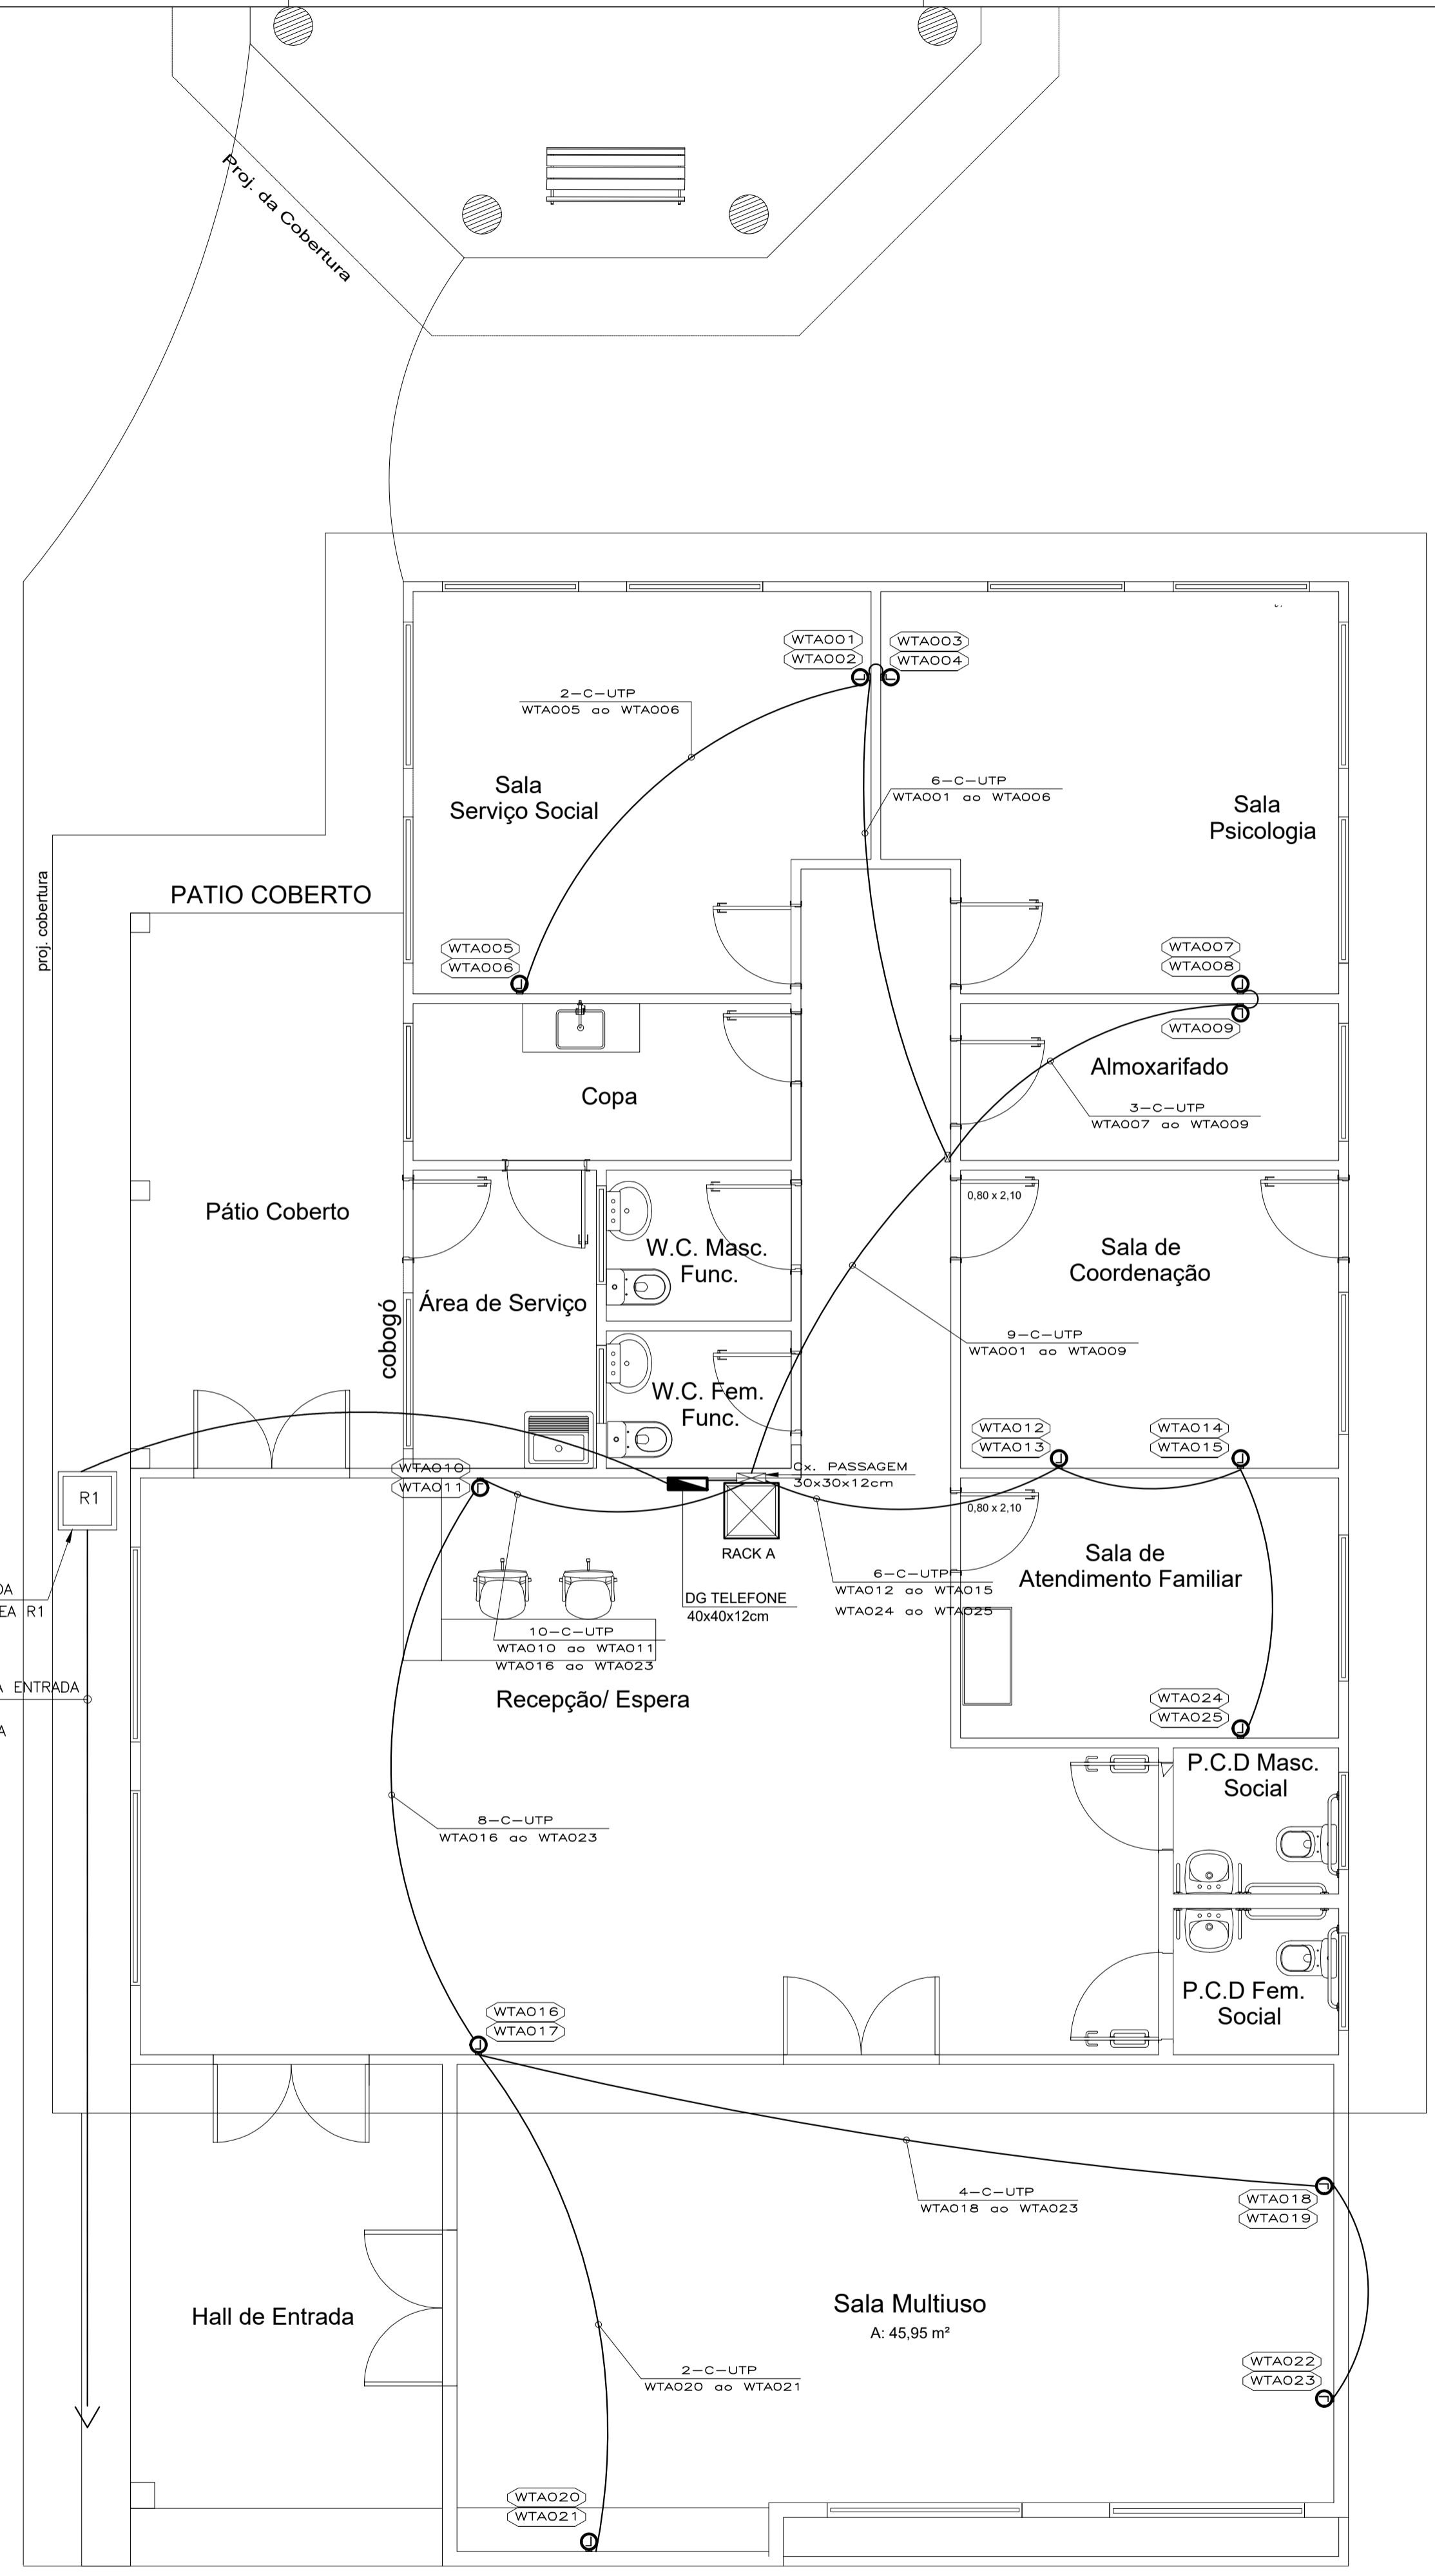 Proj. da Cobertura
WTA001
WTA002
WTA003
WTA004
2-C-UTP
WTA005 ao WTA006
6-C-UTP
WTA001 ao WTA006
Sala
Serviço Social
Sala
Psicologia
proj. cobertura
PATIO COBERTO
WTA005
WTA006
WTA007
WTA008
WTA009
Almoxarifado
Copa
3-C-UTP
WTA007 ao WTA009
Pátio Coberto
0,80 x 2,10
W.C. Masc.
Func.
Sala de
Coordenação
Área de Serviço
cobogó
9-C-UTP
WTA001 ao WTA009
W.C. Fem.
Func.
WTA012
WTA013
WTA014
WTA015
WTA010
WTA011
Cx. PASSAGEM
30x30x12cm
R1
0,80 x 2,10
RACK A
Sala de
Atendimento Familiar
6-C-UTP
WTA012 ao WTA015
WTA024 ao WTA025
DA
EA R1
DG TELEFONE
40x40x12cm
10-C-UTP
WTA010 ao WTA011
WTA016 ao WTA023
A ENTRADA
A
Recepção/ Espera
WTA024
WTA025
P.C.D Masc.
Social
8-C-UTP
WTA016 ao WTA023
P.C.D Fem.
Social
WTA016
WTA017
4-C-UTP
WTA018 ao WTA023
WTA018
WTA019
Hall de Entrada
Sala Multiuso
A: 45,95 m²
WTA022
WTA023
2-C-UTP
WTA020 ao WTA021
WTA020
WTA021